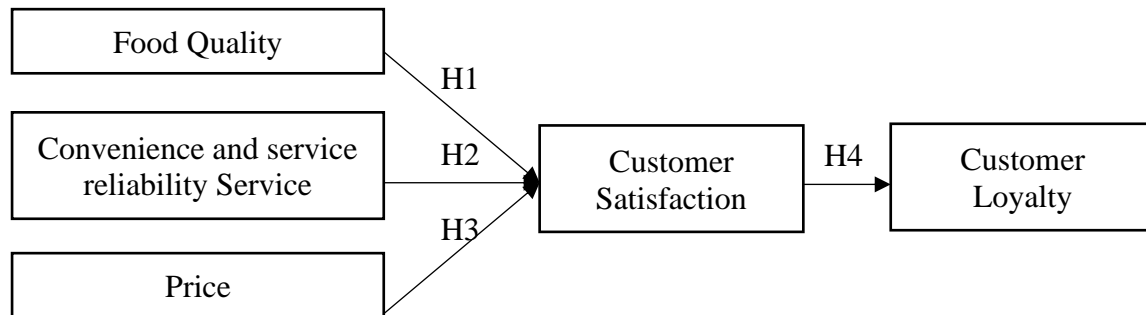 Food Quality
H1
Convenience and service
reliability Service
H2
Customer
Satisfaction
H4
Customer
Loyalty
H3
Price